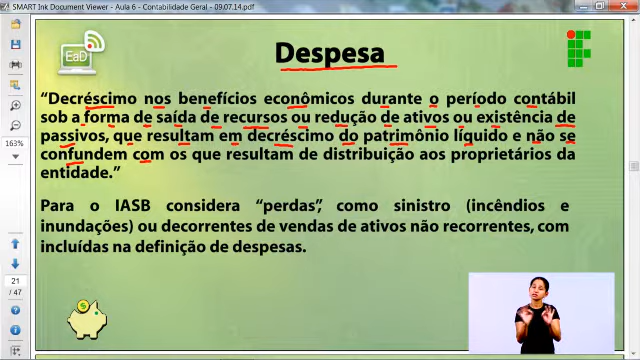 SMART Ink Document Viewer - Aula 6 - Contabilidade Geral - 09.07.14.pdf
EaD
Despesa
“Decréscimo nos benefícios econômicos durante o período contábil
sob a forma de saída de recursos ou redução de ativos ou existência de
passivos, que resultam em decréscimo do patrimônio líquido e não se
confundem com os que resultam de distribuição aos proprietários da
entidade.”
163%
Para o IASB considera “perdas”, como sinistro (incêndios e
inundações) ou decorrentes de vendas de ativos não recorrentes, com
incluídas na definição de despesas.
21
/ 47
$